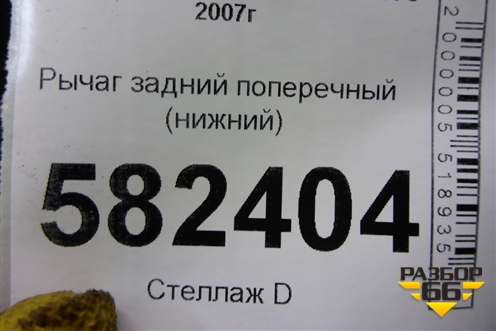 2007г
Рычаг задний поперечный
(нижний)
582404
Стеллаж D
2000005518935
РАЗБОР
66